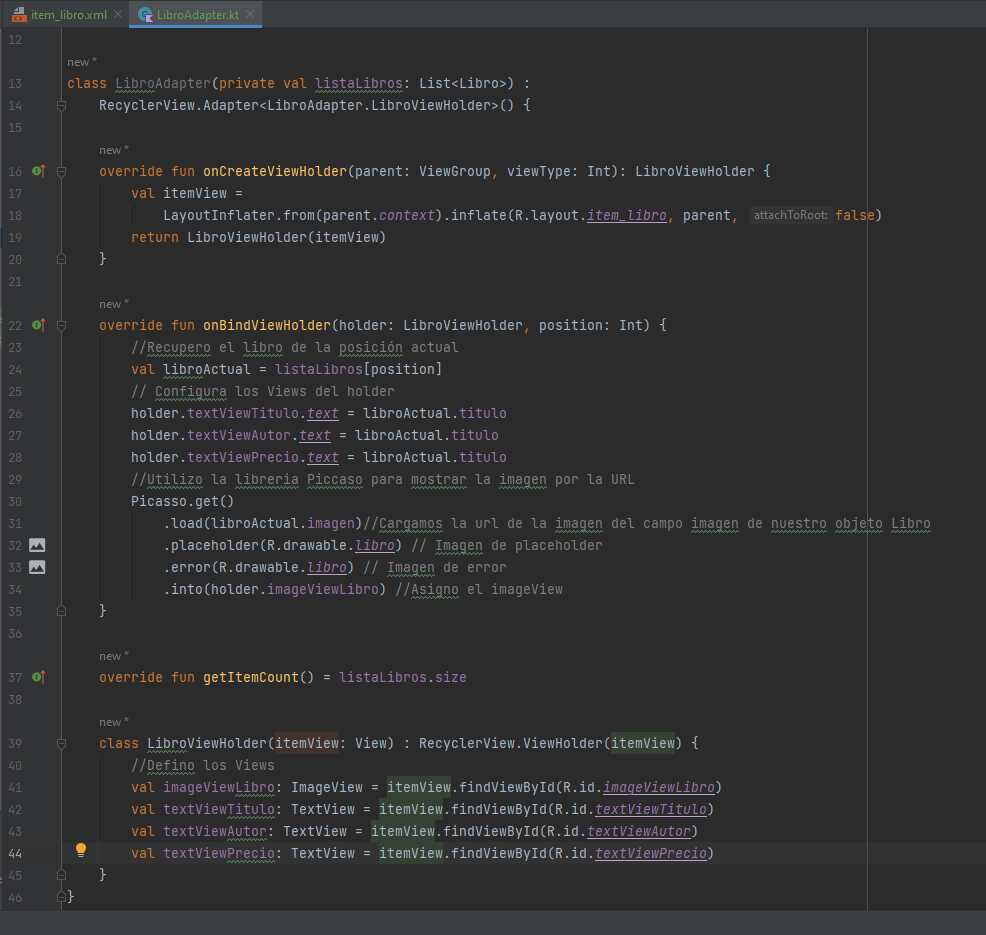 item_libro.xml × LibroAdapter.kt ×
12
new *
13 class LibroAdapter(private val listaLibros: List<Libro>) :
14 RecyclerView.Adapter<LibroAdapter.LibroViewHolder>() {
15
new *
16 override fun onCreateViewHolder(parent: ViewGroup, viewType: Int): LibroViewHolder {
17 val itemView =
18 LayoutInflater.from(parent.context).inflate(R.layout.item_libro, parent, attachToRoot: false)
19 return LibroViewHolder(itemView)
20 }
21
new *
22 override fun onBindViewHolder(holder: LibroViewHolder, position: Int) {
23 //Recupero el libro de la posición actual
24 val libroActual = listaLibros[position]
25 // Configura los Views del holder
26 holder.textViewTitulo.text = libroActual.titulo
27 holder.textViewAutor.text = libroActual.titulo
28 holder.textViewPrecio.text = libroActual.titulo
29 //Utilizo la libreria Piccaso para mostrar la imagen por la URL
30 Picasso.get()
31 .load(libroActual.imagen)//Cargamos la url de la imagen del campo imagen de nuestro objeto Libro
32 .placeholder(R.drawable.libro) // Imagen de placeholder
33 .error(R.drawable.libro) // Imagen de error
34 .into(holder.imageViewLibro) //Asigno el imageView
35 }
36
new *
37 override fun getItemCount() = listaLibros.size
38
new *
39 class LibroViewHolder(itemView: View) : RecyclerView.ViewHolder(itemView) {
40 //Defino los Views
41 val imageViewLibro: ImageView = itemView.findViewById(R.id.imageViewLibro)
42 val textViewTitulo: TextView = itemView.findViewById(R.id.textViewTitulo)
43 val textViewAutor: TextView = itemView.findViewById(R.id.textViewAutor)
44 val textViewPrecio: TextView = itemView.findViewById(R.id.textViewPrecio)
45 }
46 }